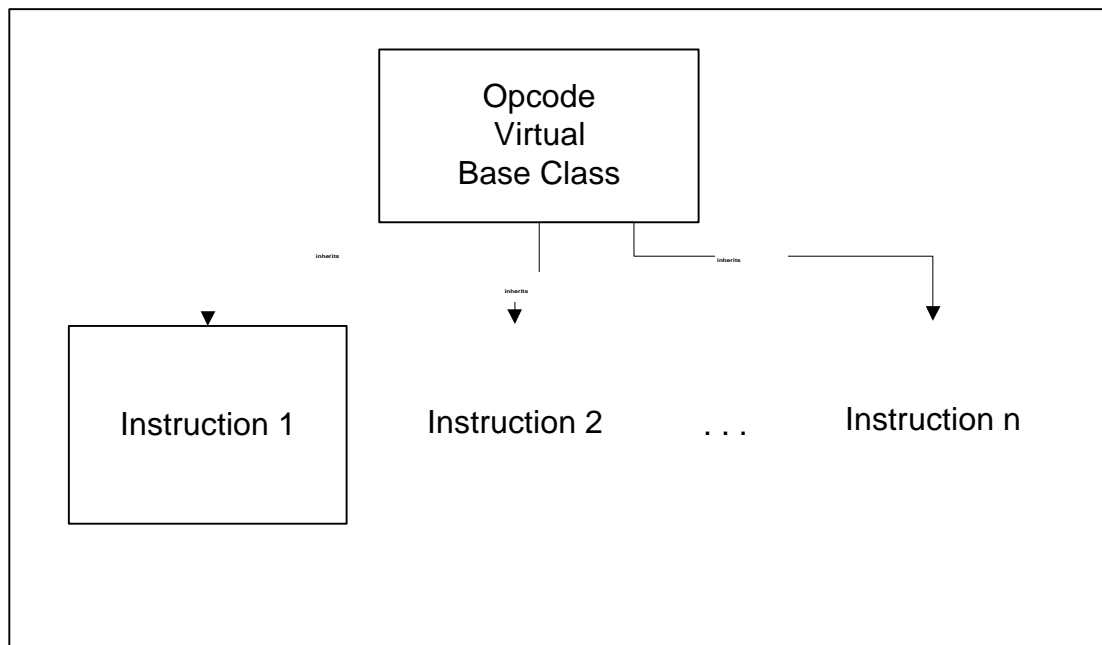 Opcode
Virtual
Base Class
inherits
inherits
inherits
Instruction 1
Instruction 2
. . .
Instruction n